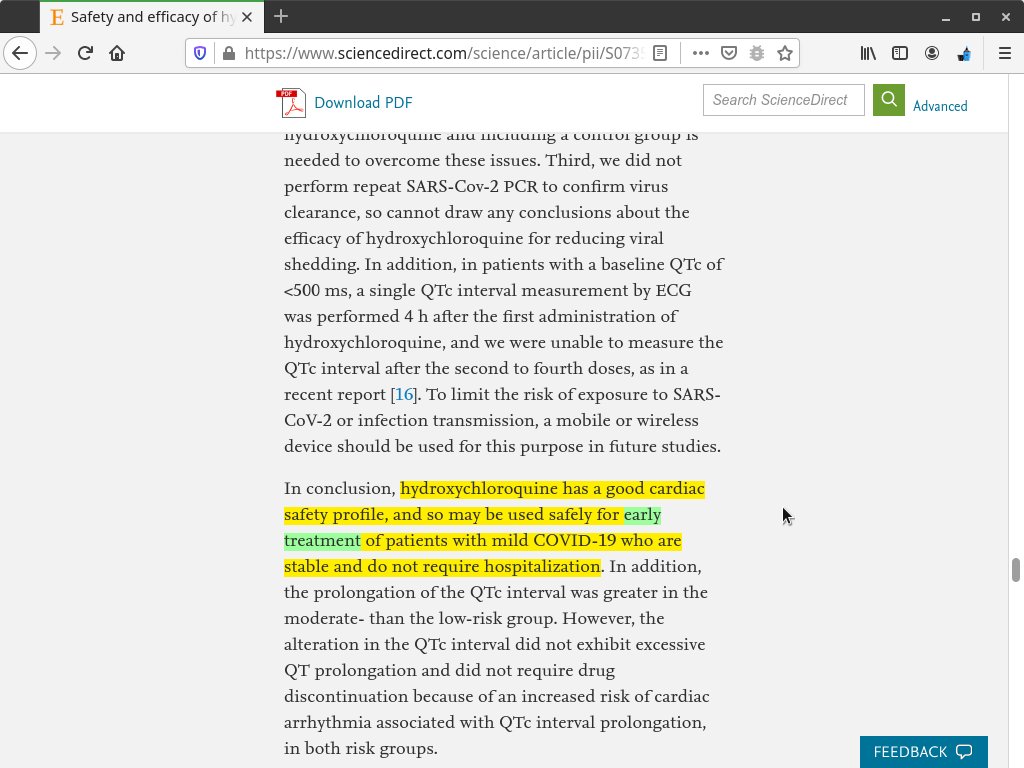 E Safety and efficacy of hy
https://www.sciencedirect.com/science/article/pii/S073
PDF Download PDF
Search ScienceDirect
Advanced
hydroxychloroquine and including a control group is
needed to overcome these issues. Third, we did not
perform repeat SARS-Cov-2 PCR to confirm virus
clearance, so cannot draw any conclusions about the
efficacy of hydroxychloroquine for reducing viral
shedding. In addition, in patients with a baseline QTc of
<500 ms, a single QTc interval measurement by ECG
was performed 4 h after the first administration of
hydroxychloroquine, and we were unable to measure the
QTc interval after the second to fourth doses, as in a
recent report [16]. To limit the risk of exposure to SARS-
CoV-2 or infection transmission, a mobile or wireless
device should be used for this purpose in future studies.
In conclusion, hydroxychloroquine has a good cardiac
safety profile, and so may be used safely for early
treatment of patients with mild COVID-19 who are
stable and do not require hospitalization. In addition,
the prolongation of the QTc interval was greater in the
moderate- than the low-risk group. However, the
alteration in the QTc interval did not exhibit excessive
QT prolongation and did not require drug
discontinuation because of an increased risk of cardiac
arrhythmia associated with QTc interval prolongation,
in both risk groups.
FEEDBACK